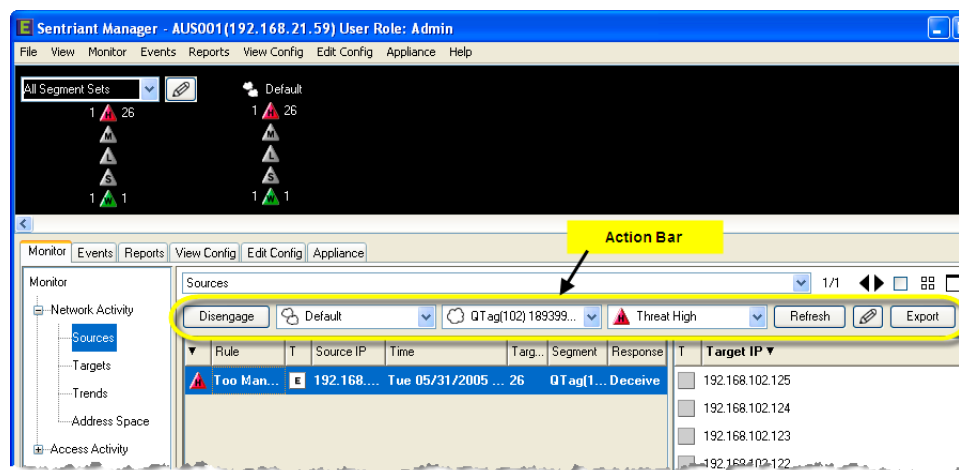 Sentriant Manager - AUS001(192.168.21.59) User Role: Admin
File View Monitor Events Reports View Config Edit Config Appliance Help
All Segment Sets
Default
1 H 26
1 H 26
M
M
L
L
S
S
1 1
1 1
Action Bar
Monitor Events Reports View Config Edit Config Appliance
Monitor
Sources 1/1
Network Activity
Disengage Default QTag(102) 189399... H Threat High Refresh Export
Sources
Rule T Source IP Time Targ... Segment Response T Target IP
Targets
H Too Man... E 192.168.... Tue 05/31/2005 ... 26 QTag(1... Deceive 192.168.102.125
Trends
192.168.102.124
Address Space
192.168.102.123
Access Activity
192.168.102.122